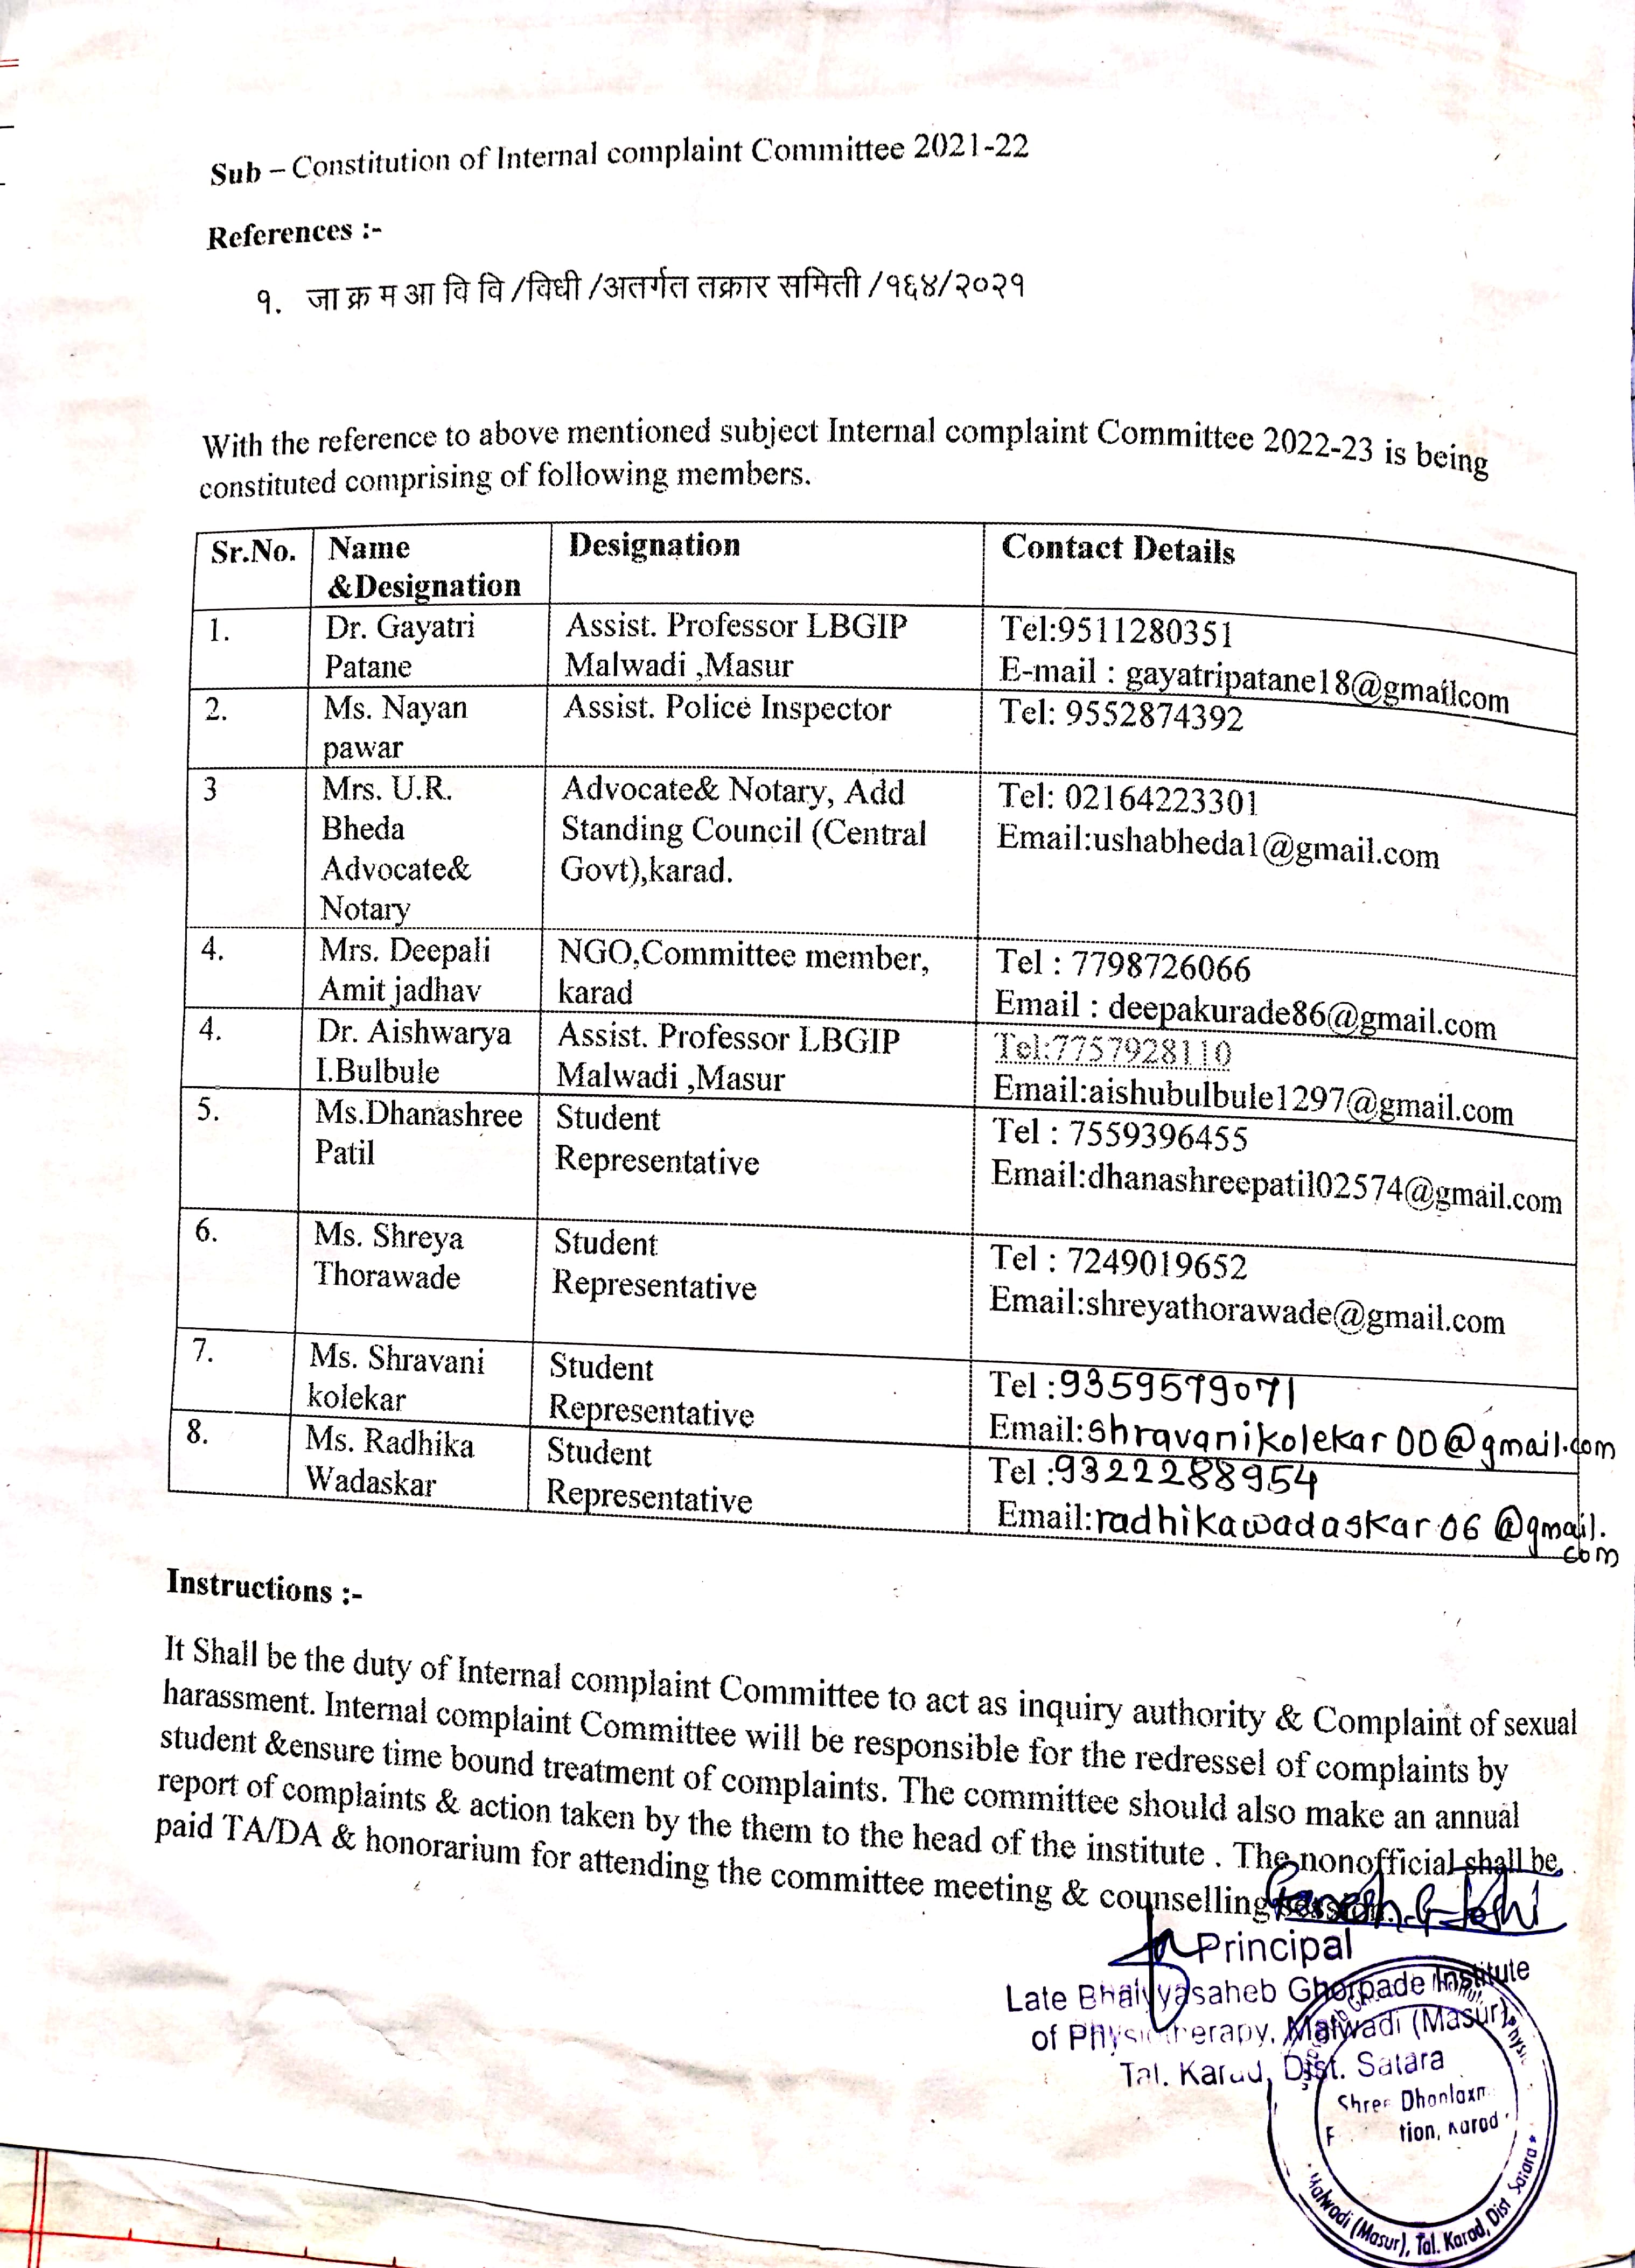 Sub – Constitution of Internal complaint Committee 2021-22
References :-
१. जा क्र म आ वि वि /विधी /अतर्गत तक्रार समिती /१६४/२०२१
With the reference to above mentioned subject Internal complaint Committee 2022-23 is being
constituted comprising of following members.
Sr.No. Name &Designation Designation Contact Details
1. Dr. Gayatri Assist. Professor LBGIP Tel:9511280351
Patane Malwadi ,Masur E-mail : gayatripatane18@gmailcom
2. Ms. Nayan Assist. Police Inspector Tel: 9552874392
pawar
3 Mrs. U.R. Advocate& Notary, Add Tel: 02164223301
Bheda Standing Council (Central Email:ushabheda1@gmail.com
Advocate& Govt),karad.
Notary
4. Mrs. Deepali NGO,Committee member, Tel : 7798726066
Amit jadhav karad Email : deepakurade86@gmail.com
4. Dr. Aishwarya Assist. Professor LBGIP Tel:7757928110
I.Bulbule Malwadi ,Masur Email:aishubulbule1297@gmail.com
5. Ms.Dhanashree Student Tel : 7559396455
Patil Representative Email:dhanashreepatil02574@gmail.com
6. Ms. Shreya Student Tel : 7249019652
Thorawade Representative Email:shreyathorawade@gmail.com
7. Ms. Shravani Student Tel :9359579071
kolekar Representative Email:shravanikolekar00@gmail.com
8. Ms. Radhika Student Tel :9322288954
Wadaskar Representative Email:radhikawadaskar06@gmail.
com
Instructions :-
It Shall be the duty of Internal complaint Committee to act as inquiry authority & Complaint of sexual
harassment. Internal complaint Committee will be responsible for the redressel of complaints by
student &ensure time bound treatment of complaints. The committee should also make an annual
report of complaints & action taken by the them to the head of the institute . The nonofficial shall be
paid TA/DA & honorarium for attending the committee meeting & counselling
Principal
Late Bhaiyyasaheb Ghorpade Institute
of Physiotherapy, Malwadi (Masur)
Tal. Karad, Dist. Satara
Shree Dhanlaxm
tion, Karad
Malwadi (Masur), Tal. Karad, Dist Satara *